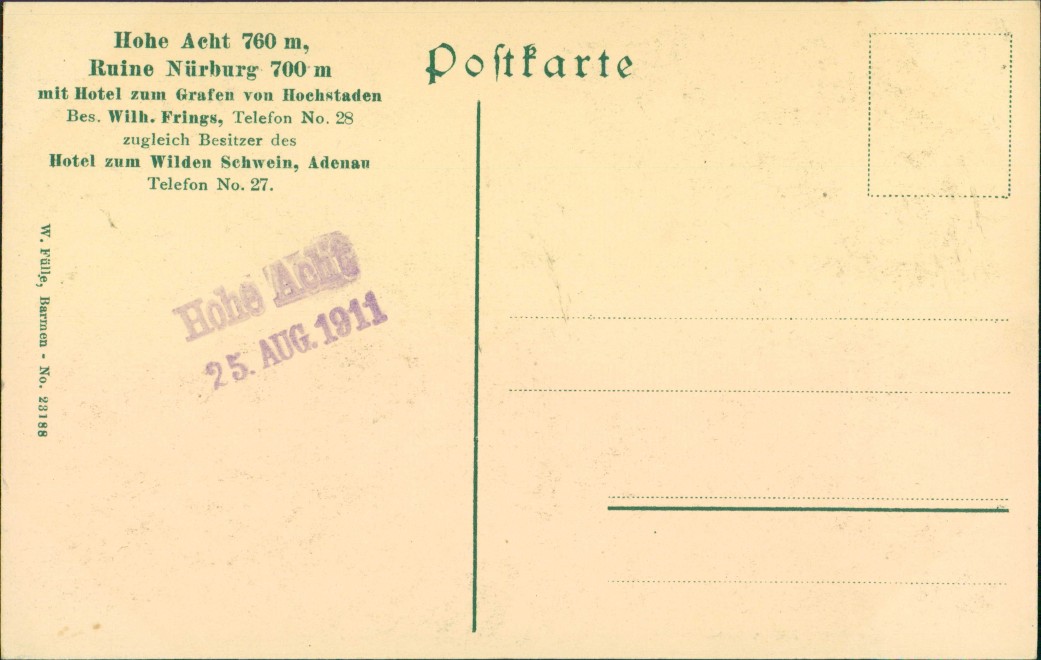 Hohe Acht 760 m,
Ruine Nürburg 700 m
mit Hotel zum Grafen von Hochstaden
Bes. Wilh. Frings, Telefon No. 28
zugleich Besitzer des
Hotel zum Wilden Schwein, Adenau
Telefon No. 27.
Poſtkarte
W. Fülle, Barmen - No. 23188
Hohe Acht
25. AUG. 1911